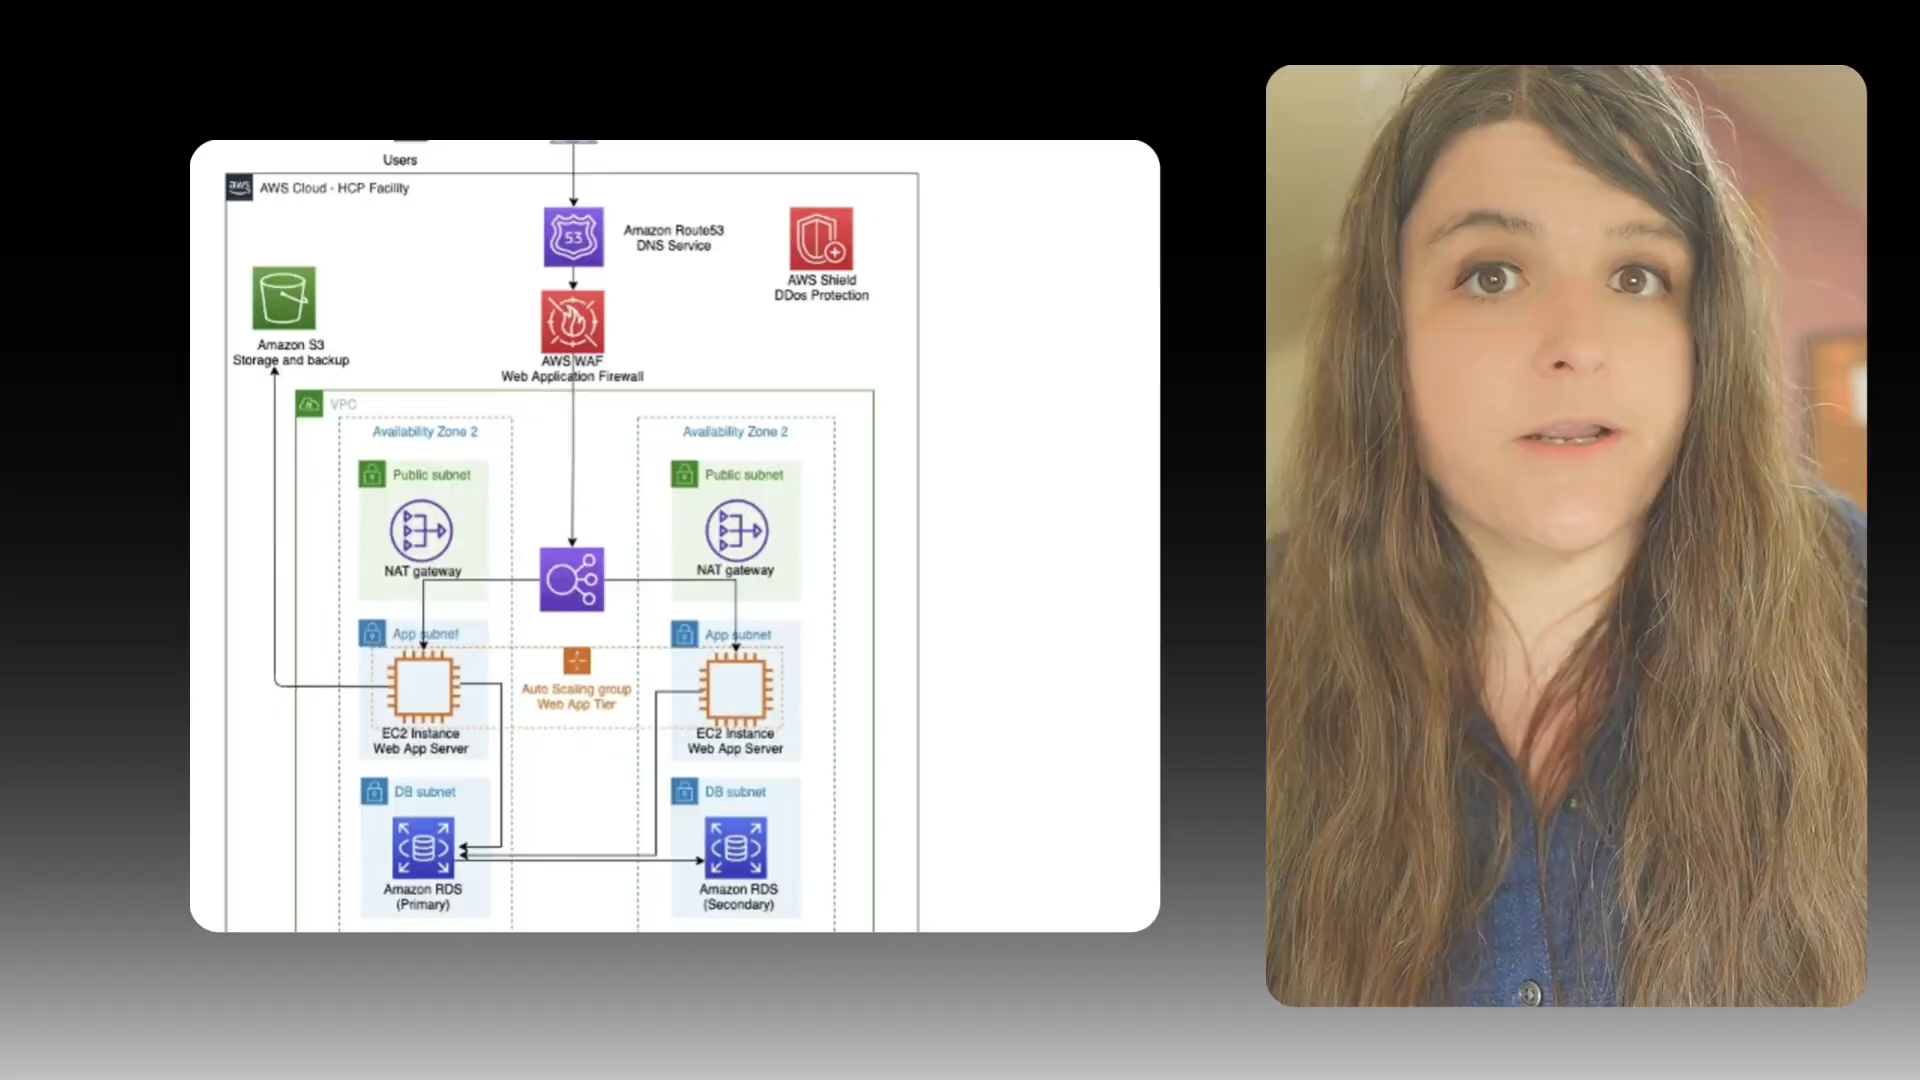 Users
aws
AWS Cloud - HCP Facility
53
Amazon Route53
DNS Service
AWS Shield
DDos Protection
Amazon S3
Storage and backup
AWS WAF
Web Application Firewall
VPC
Availability Zone 2
Availability Zone 2
Public subnet
Public subnet
NAT gateway
NAT gateway
App subnet
App subnet
Auto Scaling group
Web App Tier
EC2 Instance
Web App Server
EC2 Instance
Web App Server
DB subnet
DB subnet
Amazon RDS
(Primary)
Amazon RDS
(Secondary)